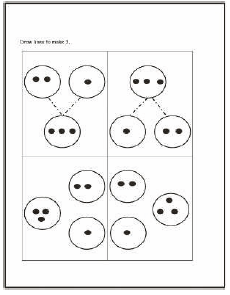 Draw lines to make 3.